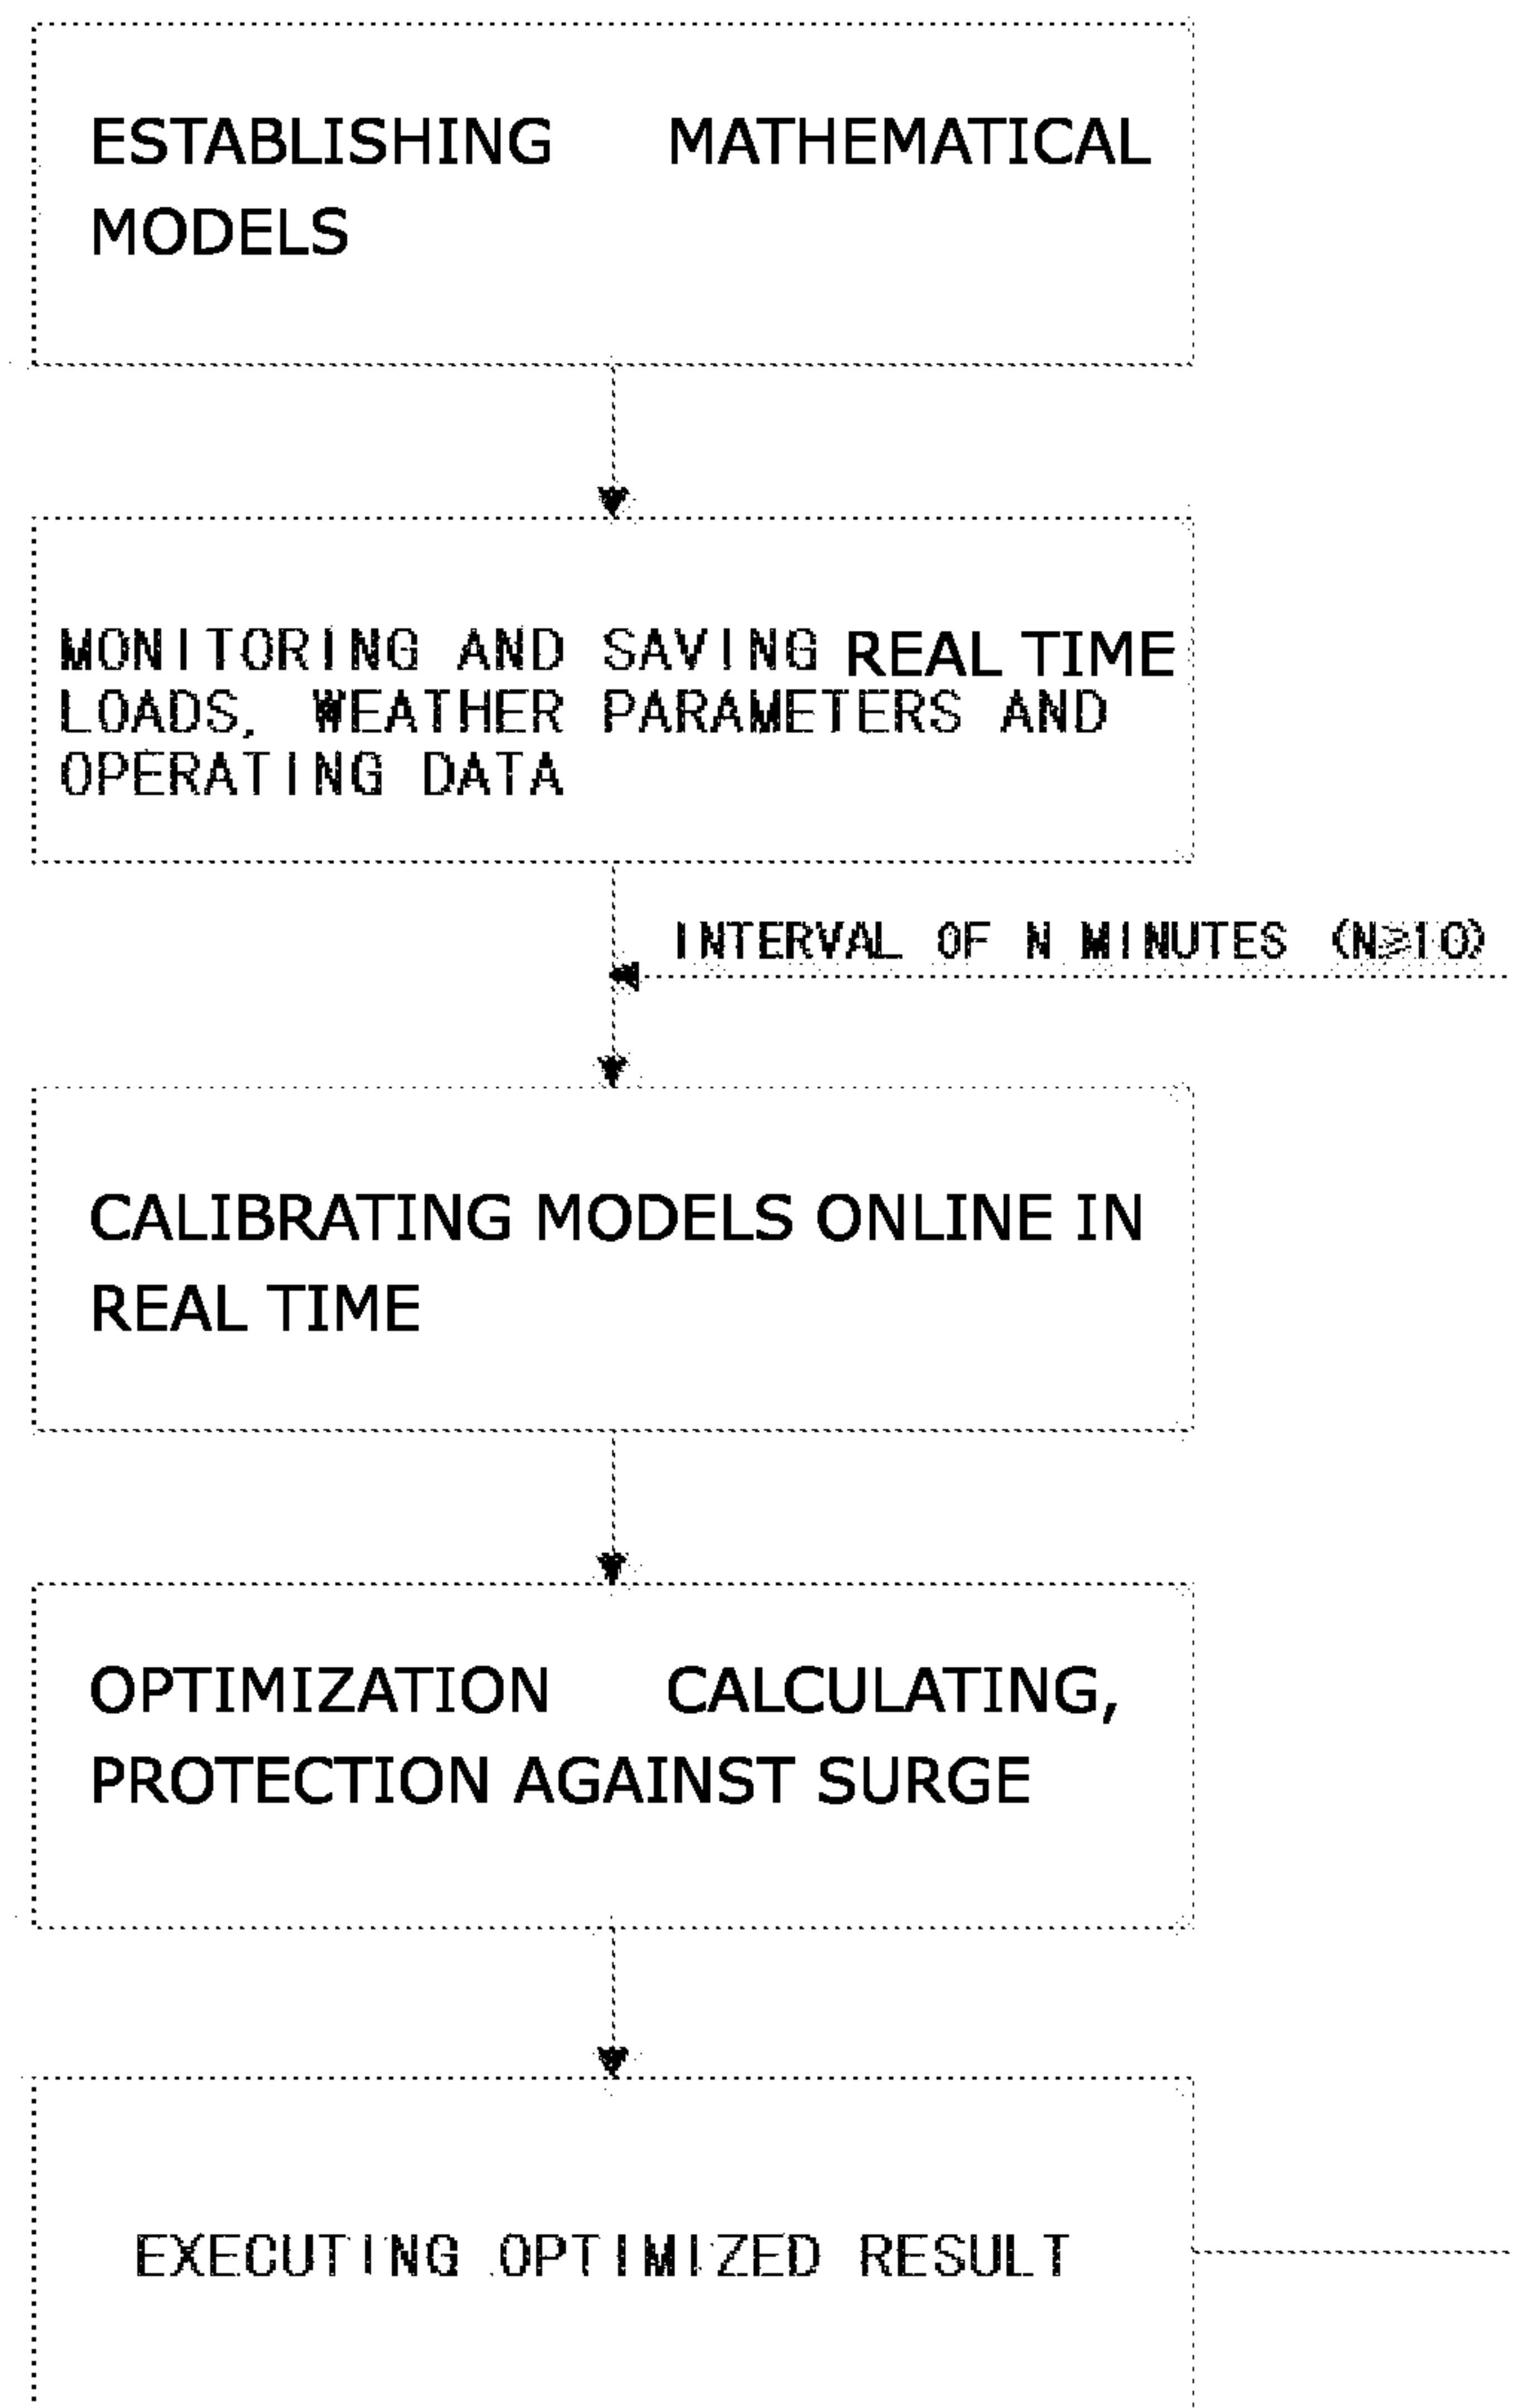 ESTABLISHING MATHEMATICAL
MODELS
MONITORING AND SAVING REAL TIME
LOADS, WEATHER PARAMETERS AND
OPERATING DATA
INTERVAL OF N MINUTES (N≥10)
CALIBRATING MODELS ONLINE IN
REAL TIME
OPTIMIZATION CALCULATING,
PROTECTION AGAINST SURGE
EXECUTING OPTIMIZED RESULT